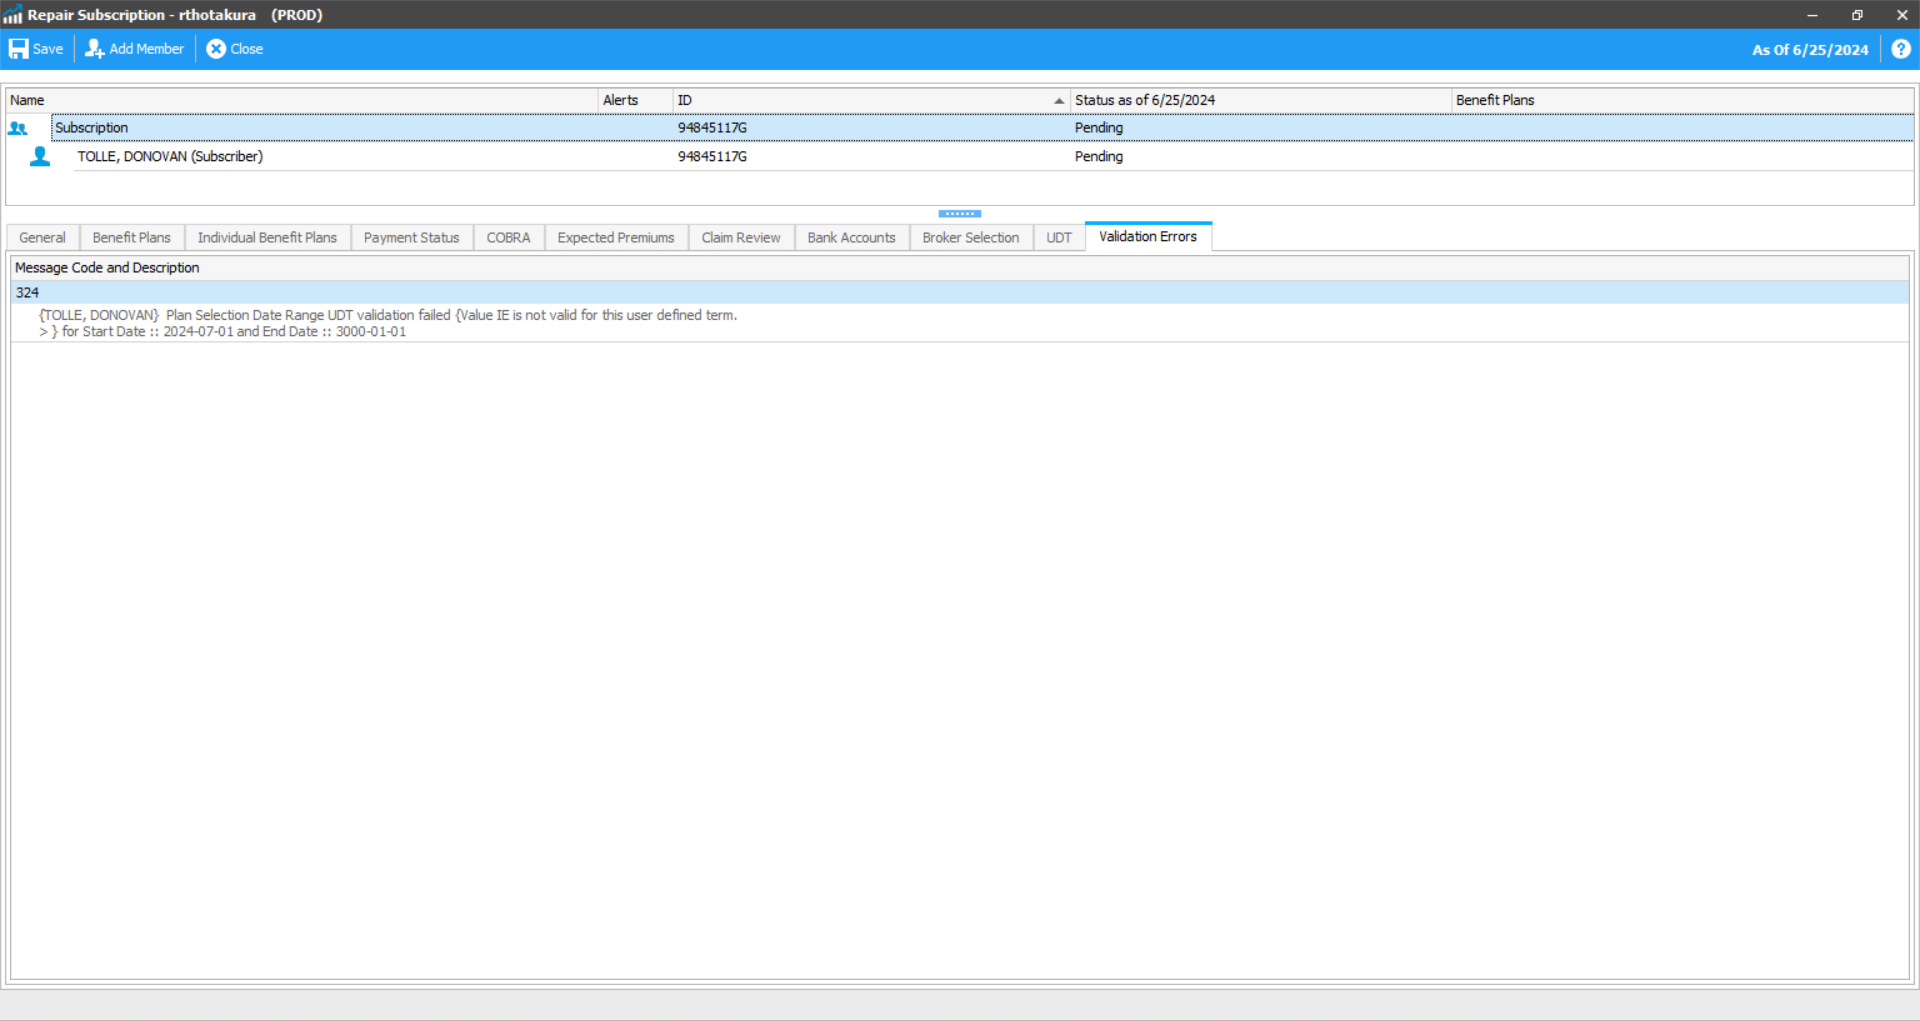 Repair Subscription - rthotakura (PROD)
Save Add Member Close As Of 6/25/2024 ?
Name Alerts ID Status as of 6/25/2024 Benefit Plans
Subscription 94845117G Pending
TOLLE, DONOVAN (Subscriber) 94845117G Pending
General Benefit Plans Individual Benefit Plans Payment Status COBRA Expected Premiums Claim Review Bank Accounts Broker Selection UDT Validation Errors
Message Code and Description
324
{TOLLE, DONOVAN} Plan Selection Date Range UDT validation failed {Value IE is not valid for this user defined term.
> } for Start Date :: 2024-07-01 and End Date :: 3000-01-01